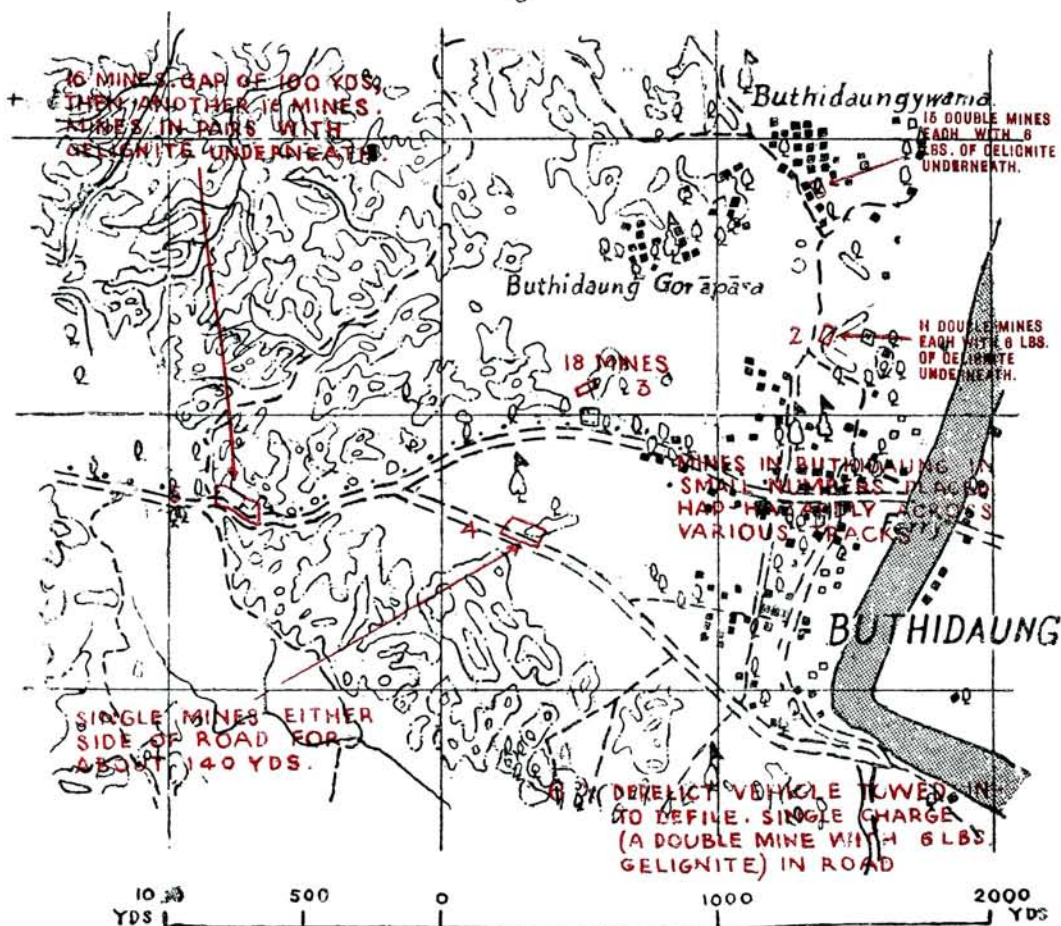 16 MINES. GAP OF 100 YDS,
THEN ANOTHER 16 MINES.
MINES IN PAIRS WITH
GELIGNITE UNDERNEATH.
Buthidaungywama
15 DOUBLE MINES
EACH WITH 6
LBS. OF GELIGNITE
UNDERNEATH.
Buthidaung Gorāpāra
2
11 DOUBLE MINES
EACH WITH 6 LBS.
OF GELIGNITE
UNDERNEATH.
18 MINES
3
MINES IN BUTHIDAUNG IN
SMALL NUMBERS PLACED
HAP-HAZARDLY ACROSS
VARIOUS TRACKS
4
BUTHIDAUNG
SINGLE MINES EITHER
SIDE OF ROAD FOR
ABOUT 140 YDS.
DERELICT VEHICLE TOWED IN-
TO DEFILE. SINGLE CHARGE
(A DOUBLE MINE WITH 6 LBS.
GELIGNITE) IN ROAD
500 0 1000 2000
YDS YDS